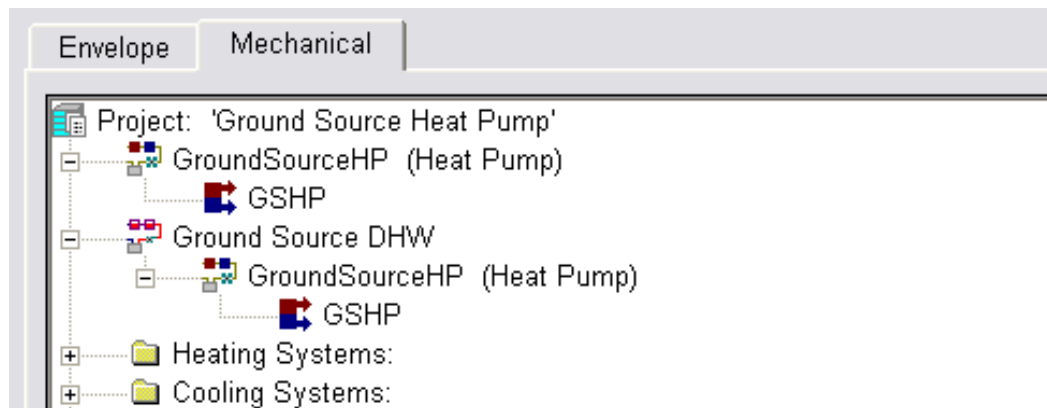 Envelope Mechanical
Project: 'Ground Source Heat Pump'
GroundSourceHP (Heat Pump)
GSHP
Ground Source DHW
GroundSourceHP (Heat Pump)
GSHP
Heating Systems:
Cooling Systems: